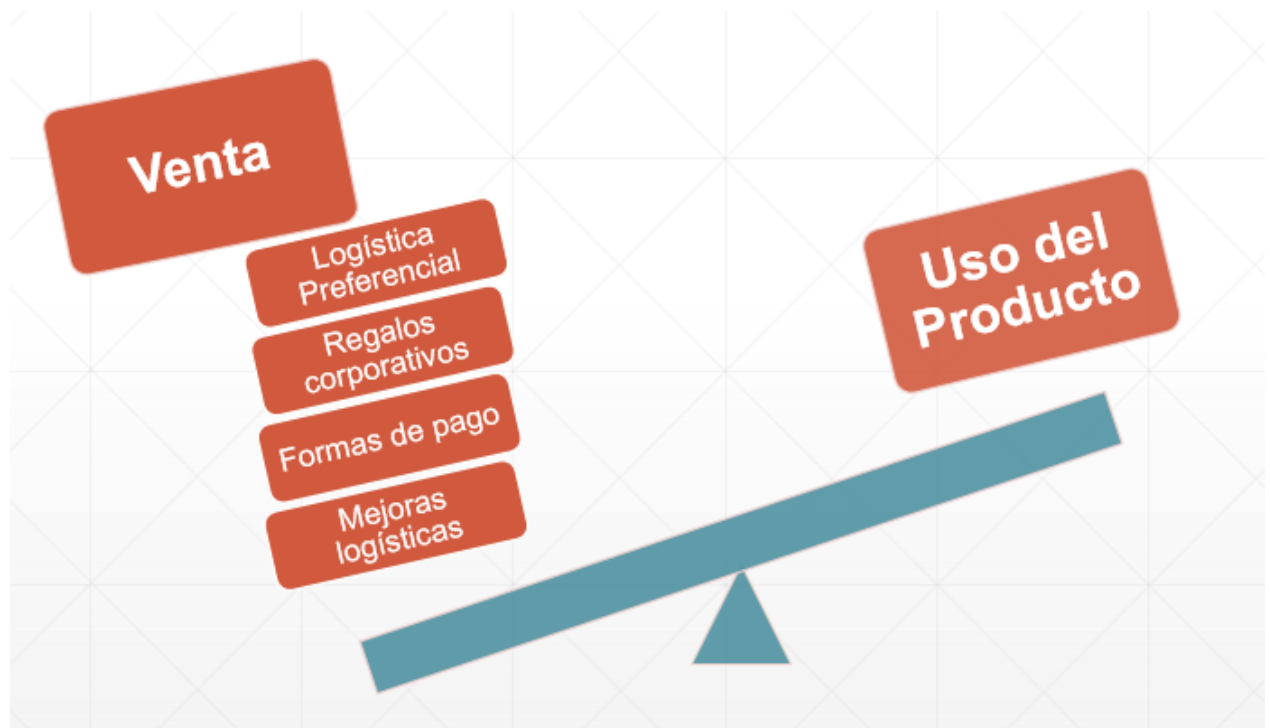 Venta
Logística
Preferencial
Regalos
corporativos
Formas de pago
Mejoras
logísticas
Uso del
Producto